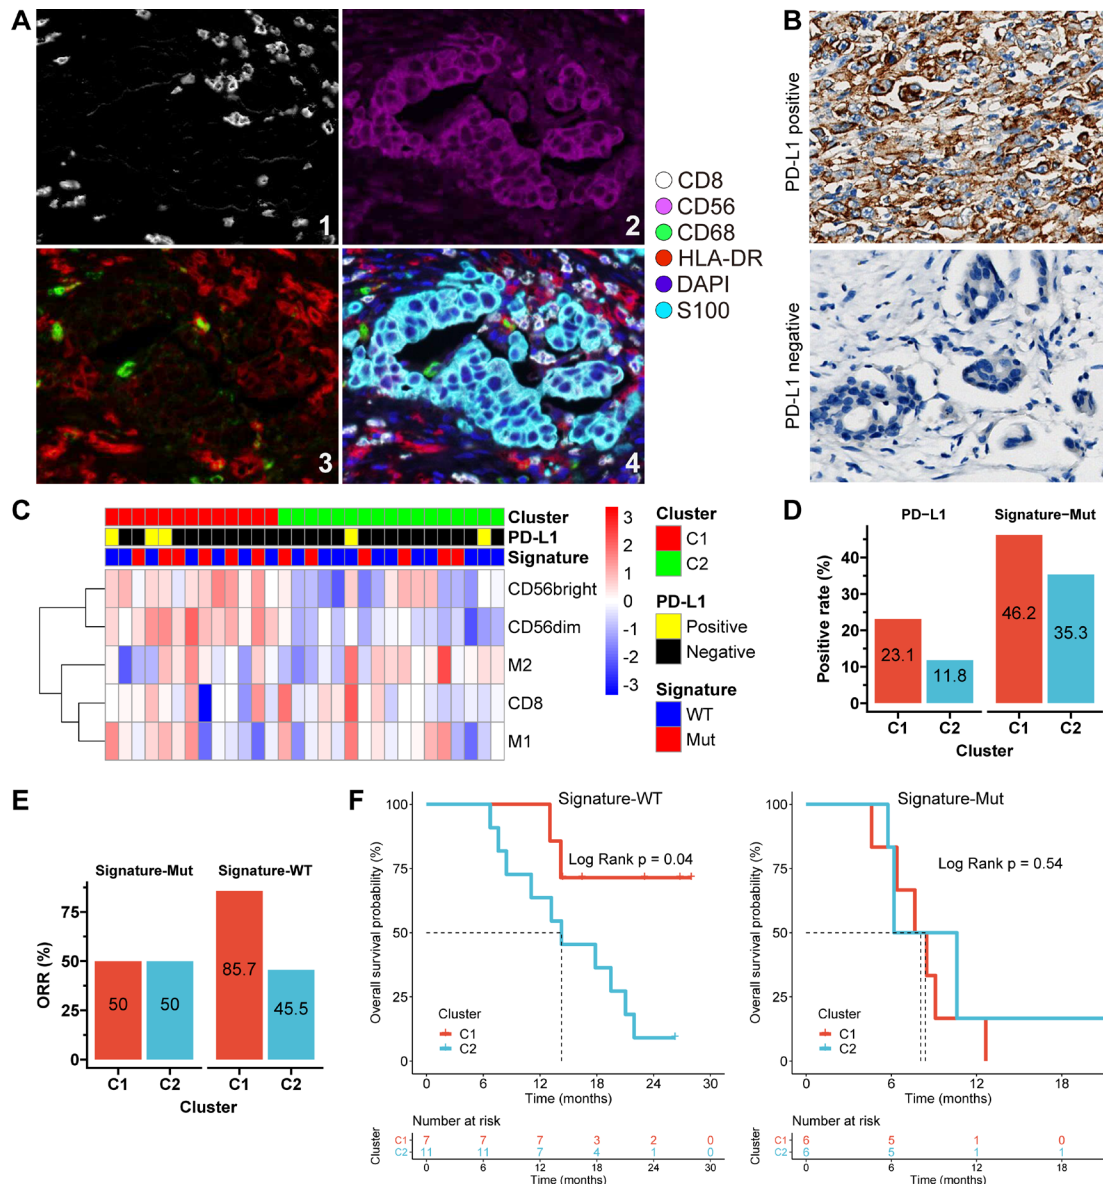 A
1
2
3
4
CD8
CD56
CD68
HLA-DR
DAPI
S100
B
PD-L1 positive
PD-L1 negative
C
Cluster
PD-L1
Signature
CD56bright
CD56dim
M2
CD8
M1
3
2
1
0
-1
-2
-3
Cluster
C1
C2
PD-L1
Positive
Negative
Signature
WT
Mut
D
PD-L1
Signature-Mut
Positive rate (%)
40
30
20
10
0
23.1
11.8
46.2
35.3
C1
C2
C1
C2
Cluster
E
Signature-Mut
Signature-WT
ORR (%)
75
50
25
0
50
50
85.7
45.5
C1
C2
C1
C2
Cluster
F
Signature-WT
Log Rank p = 0.04
Overall survival probability (%)
100
75
50
25
0
Cluster
C1
C2
0 6 12 18 24 30
Time (months)
Number at risk
Cluster
C1 7 7 7 3 2 0
C2 11 11 7 4 1 0
0 6 12 18 24 30
Time (months)
Signature-Mut
Log Rank p = 0.54
Overall survival probability (%)
100
75
50
25
0
Cluster
C1
C2
0 6 12 18
Time (months)
Number at risk
Cluster
C1 6 5 1 0
C2 6 5 1 1
0 6 12 18
Time (months)